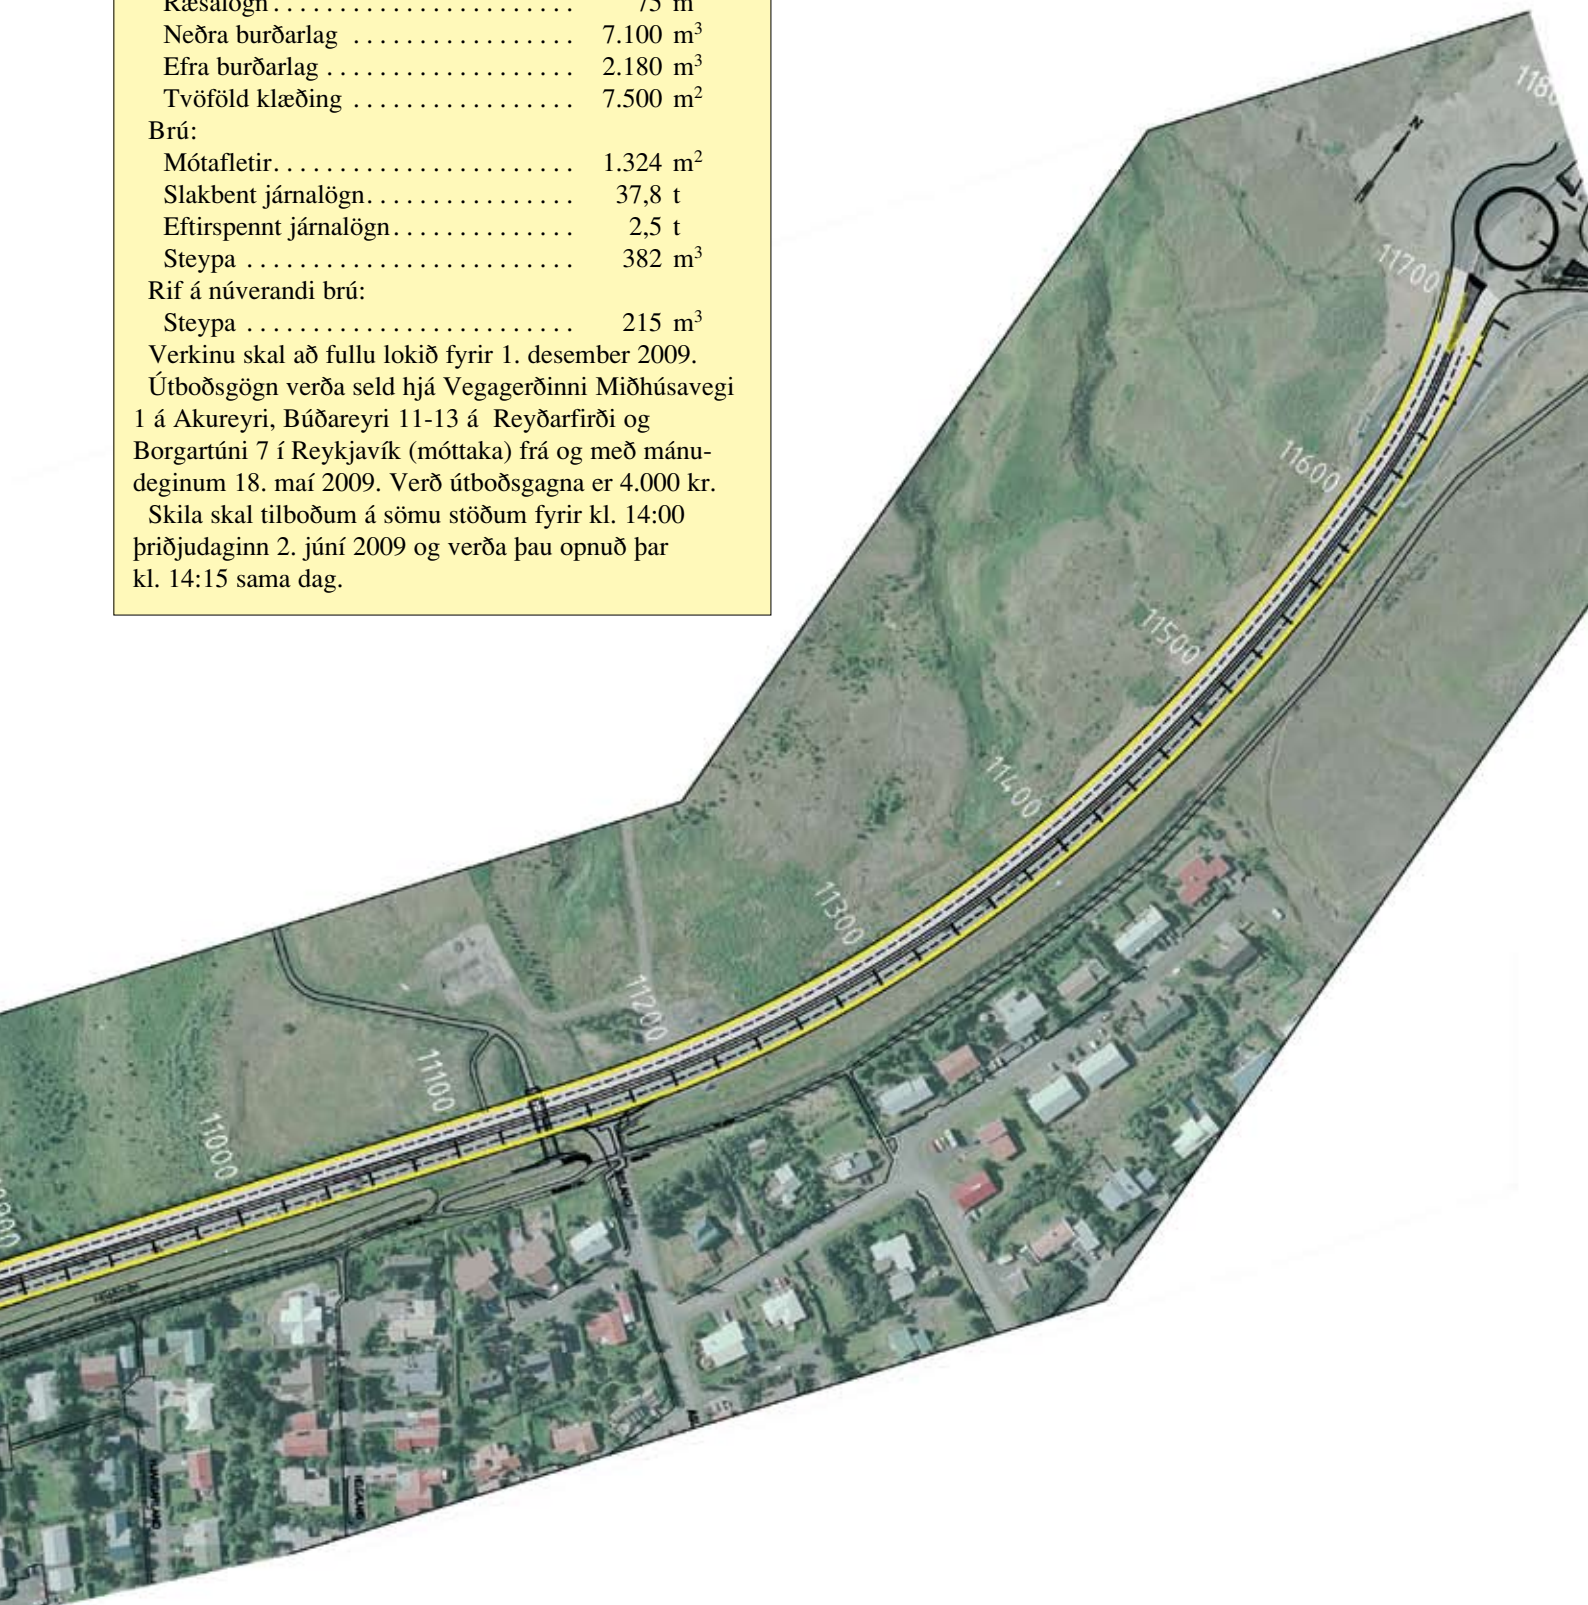 Ræsalögn . . . . . . . . . . . . . . . . . . . . . . . 75 m
Neðra burðarlag . . . . . . . . . . . . . . . . . 7.100 m³
Efra burðarlag . . . . . . . . . . . . . . . . . . . 2.180 m³
Tvöföld klæðing . . . . . . . . . . . . . . . . . 7.500 m²
Brú:
Mótafletir. . . . . . . . . . . . . . . . . . . . . . . 1.324 m²
Slakbent járnalögn. . . . . . . . . . . . . . . . 37,8 t
Eftirspennt járnalögn. . . . . . . . . . . . . . 2,5 t
Steypa . . . . . . . . . . . . . . . . . . . . . . . . . 382 m³
Rif á núverandi brú:
Steypa . . . . . . . . . . . . . . . . . . . . . . . . . 215 m³
Verkinu skal að fullu lokið fyrir 1. desember 2009.
Útboðsgögn verða seld hjá Vegagerðinni Miðhúsavegi
1 á Akureyri, Búðareyri 11-13 á Reyðarfirði og
Borgartúni 7 í Reykjavík (móttaka) frá og með mánu-
deginum 18. maí 2009. Verð útboðsgagna er 4.000 kr.
Skila skal tilboðum á sömu stöðum fyrir kl. 14:00
þriðjudaginn 2. júní 2009 og verða þau opnuð þar
kl. 14:15 sama dag.
N
11700
11600
11500
11400
11300
11200
11100
11000